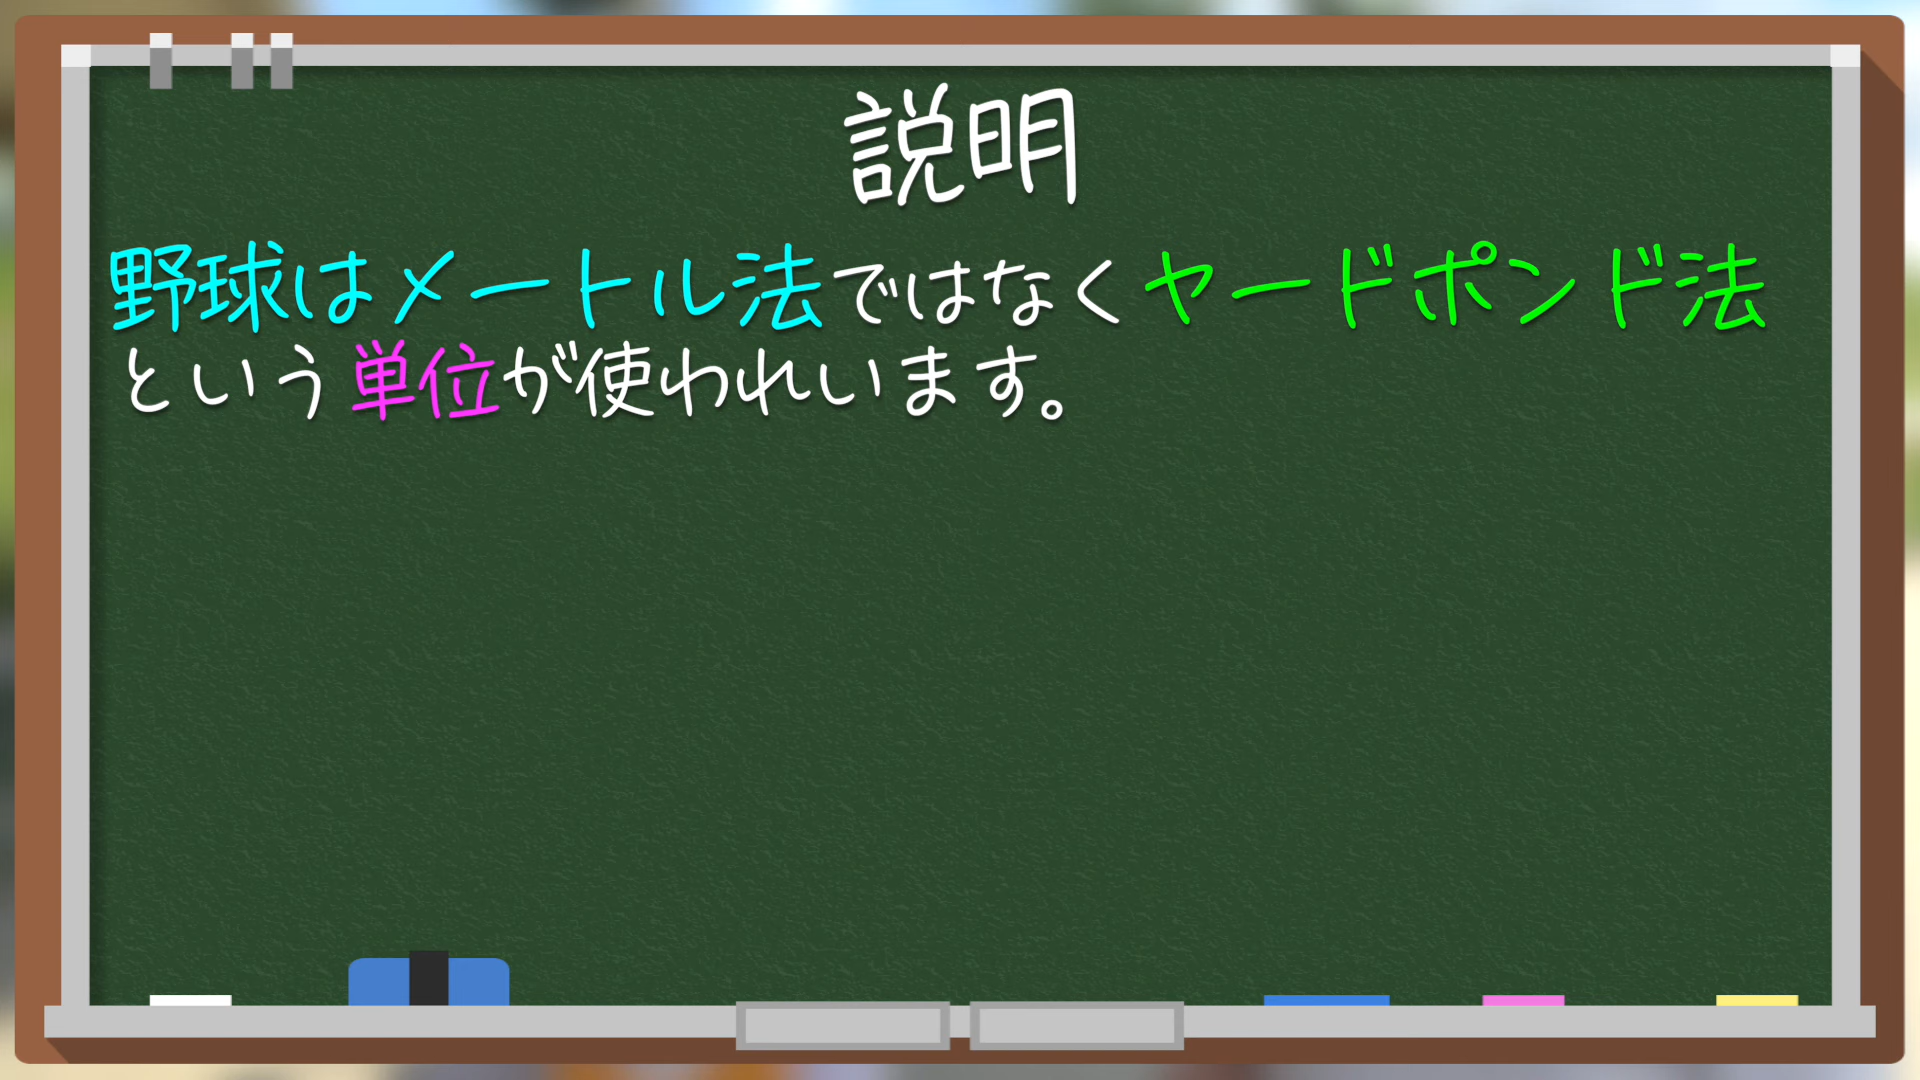 説明
野球はメートル法ではなくヤードポンド法
という単位が使われいます。